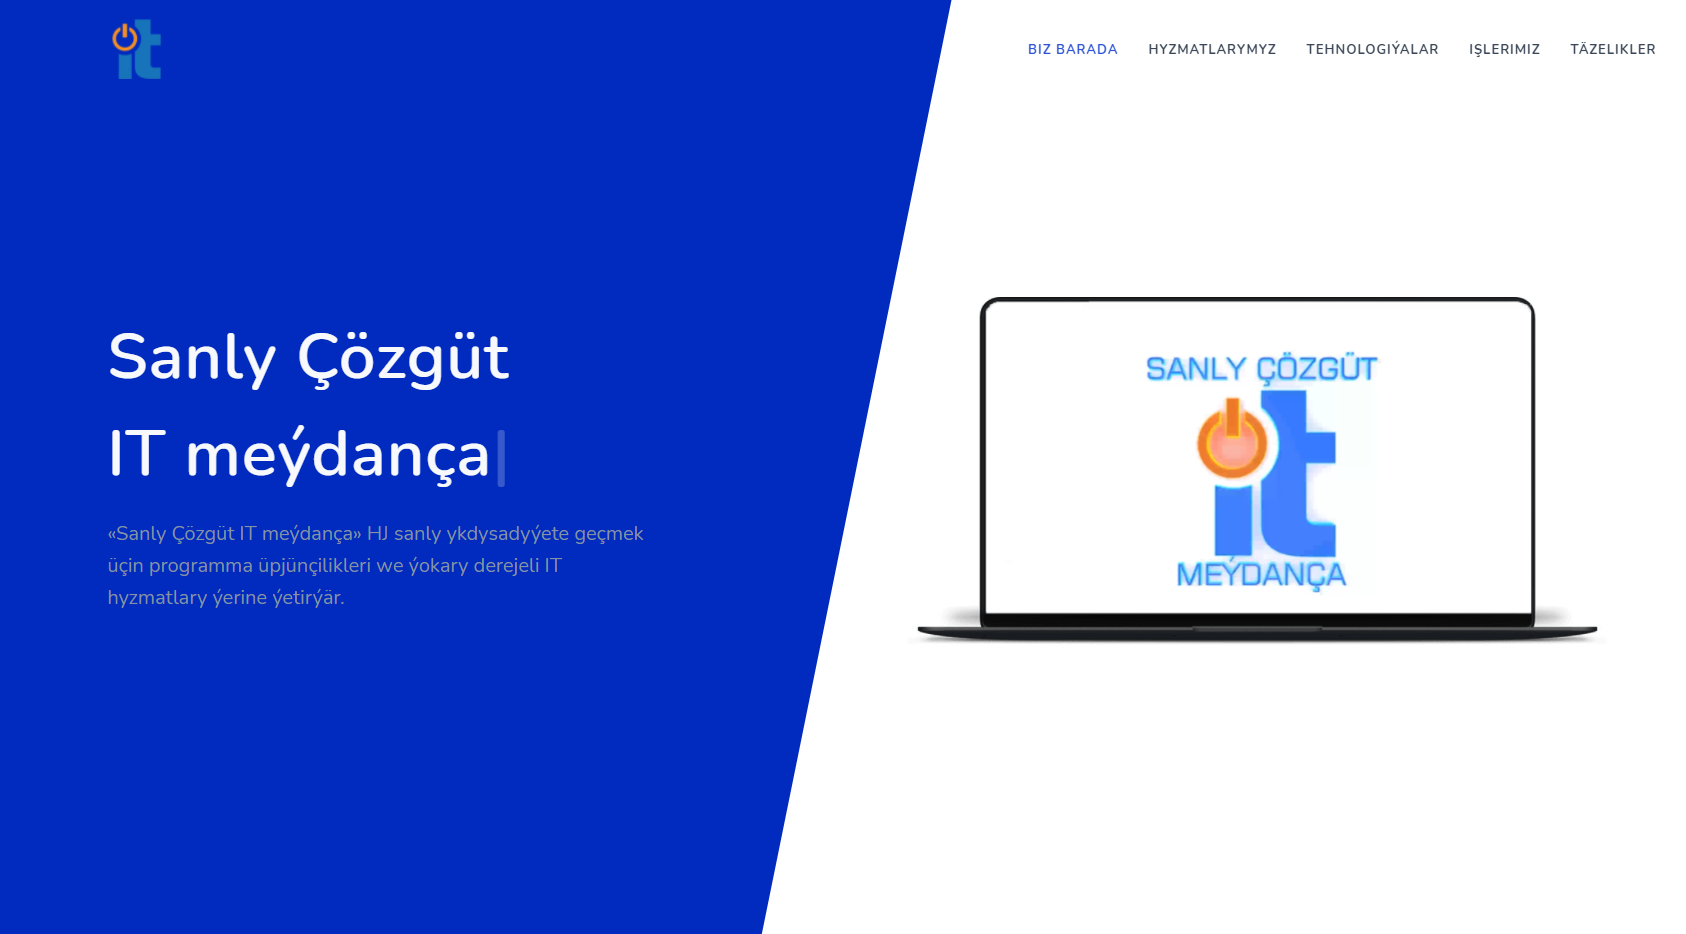 it
BIZ BARADA HYZMATLARYMYZ TEHNOLOGIÝALAR IŞLERIMIZ TÄZELIKLER
Sanly Çözgüt
IT meýdança|
«Sanly Çözgüt IT meýdança» HJ sanly ykdysadyýete geçmek
üçin programma üpjünçilikleri we ýokary derejeli IT
hyzmatlary ýerine ýetirýär.
SANLY ÇÖZGÜT
it
MEÝDANÇA